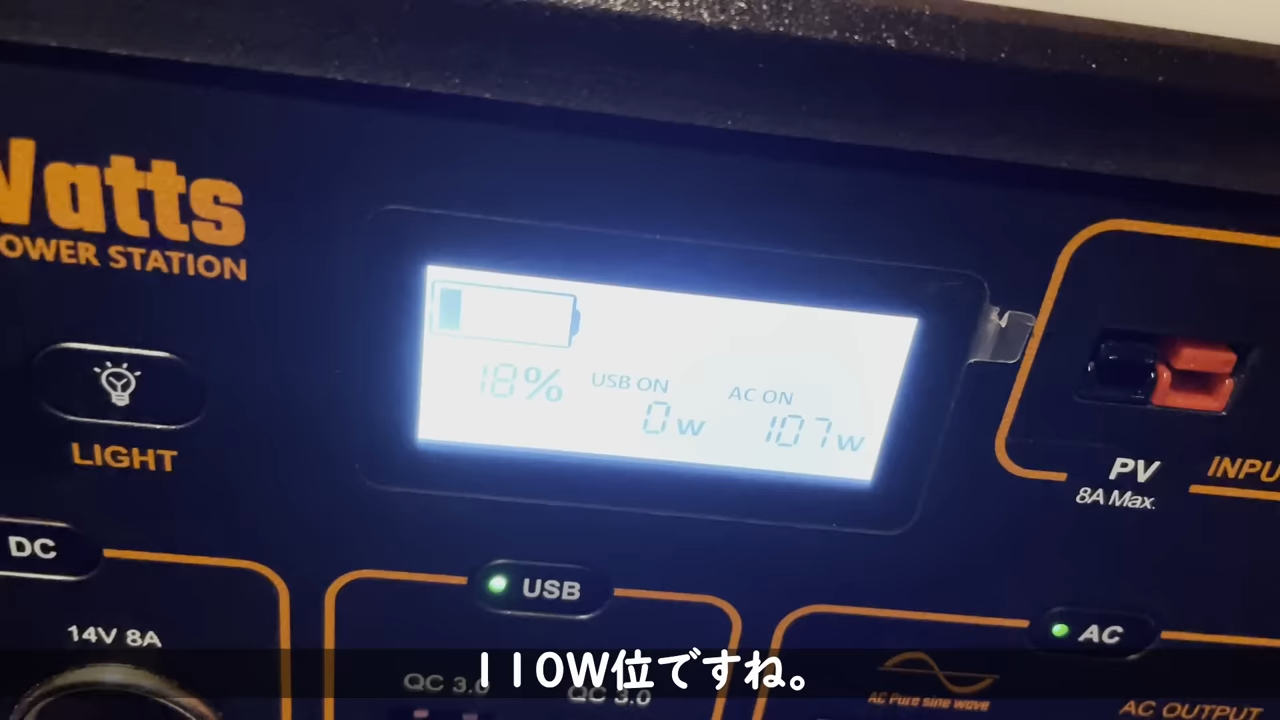 Watts
POWER STATION
LIGHT
18%
USB ON
0w
AC ON
107w
PV
8A Max.
INPU
DC
14V 8A
USB
QC 3.0
QC 3.0
AC
AC Pure sine wave
AC OUTPUT
110W位ですね。